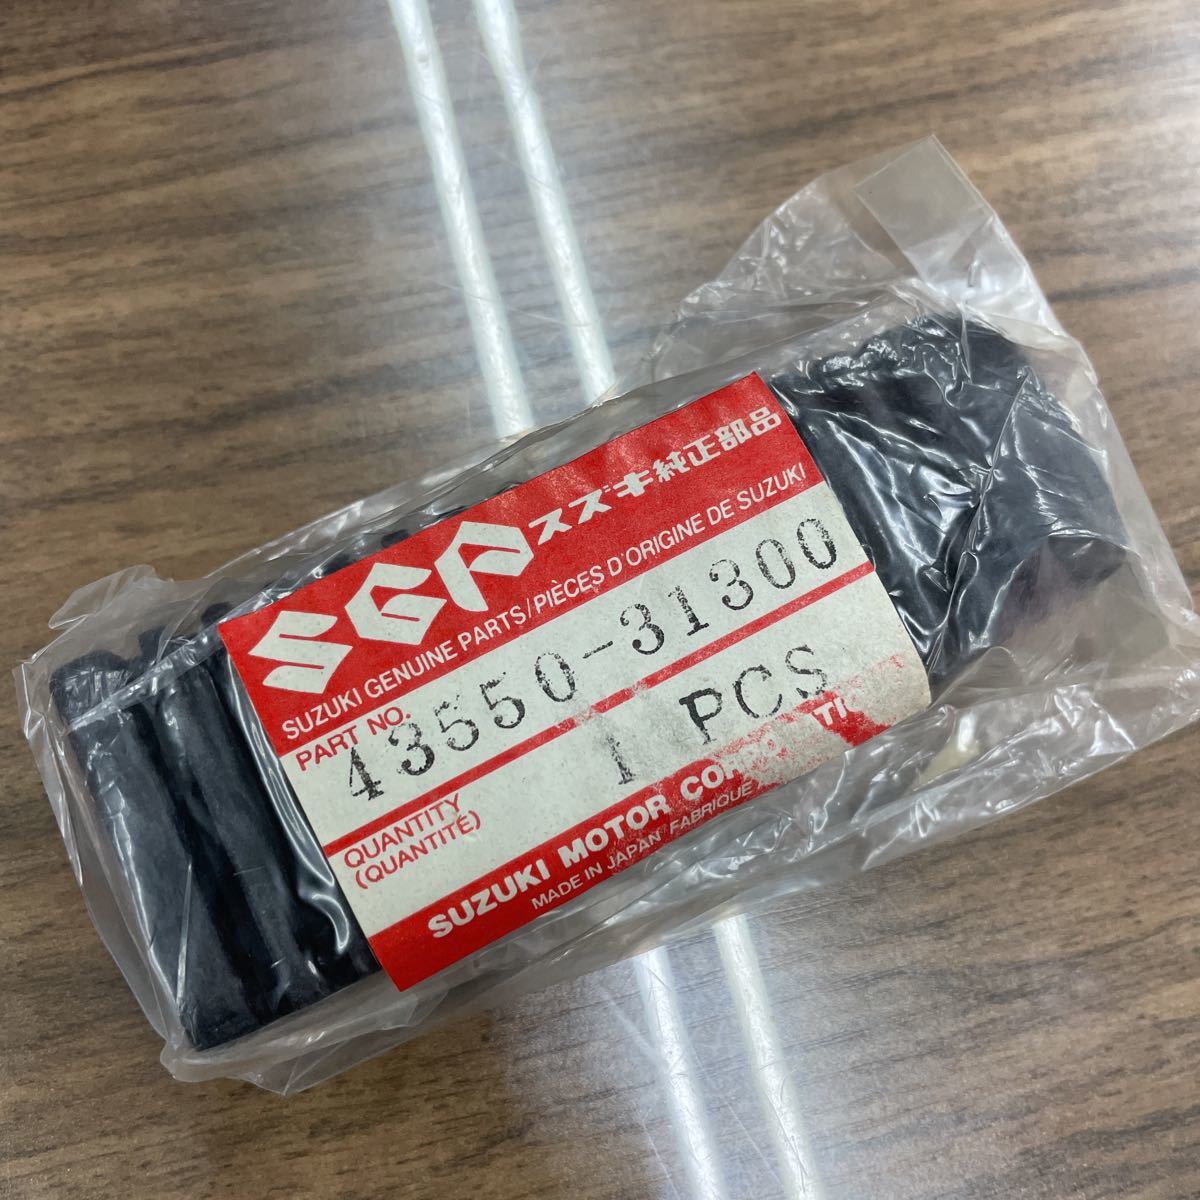 SGP スズキ純正部品
SUZUKI GENUINE PARTS/PIÈCES D'ORIGINE DE SUZUKI
PART NO.
43550-31300
QUANTITY
(QUANTITÉ)
1 PCS
SUZUKI MOTOR
MADE IN JAPAN FABRIQUÉ